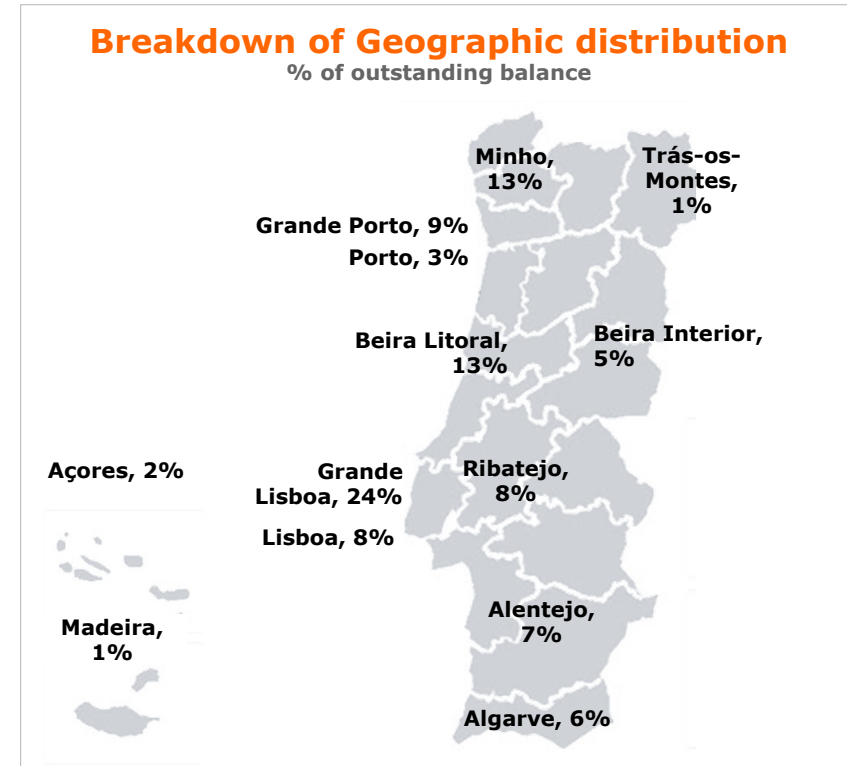 Breakdown of Geographic distribution
% of outstanding balance
Minho,
13%
Trás-os-
Montes,
1%
Grande Porto, 9%
Porto, 3%
Beira Litoral,
13%
Beira Interior,
5%
Açores, 2%
Grande
Lisboa, 24%
Ribatejo,
8%
Lisboa, 8%
Alentejo,
7%
Madeira,
1%
Algarve, 6%